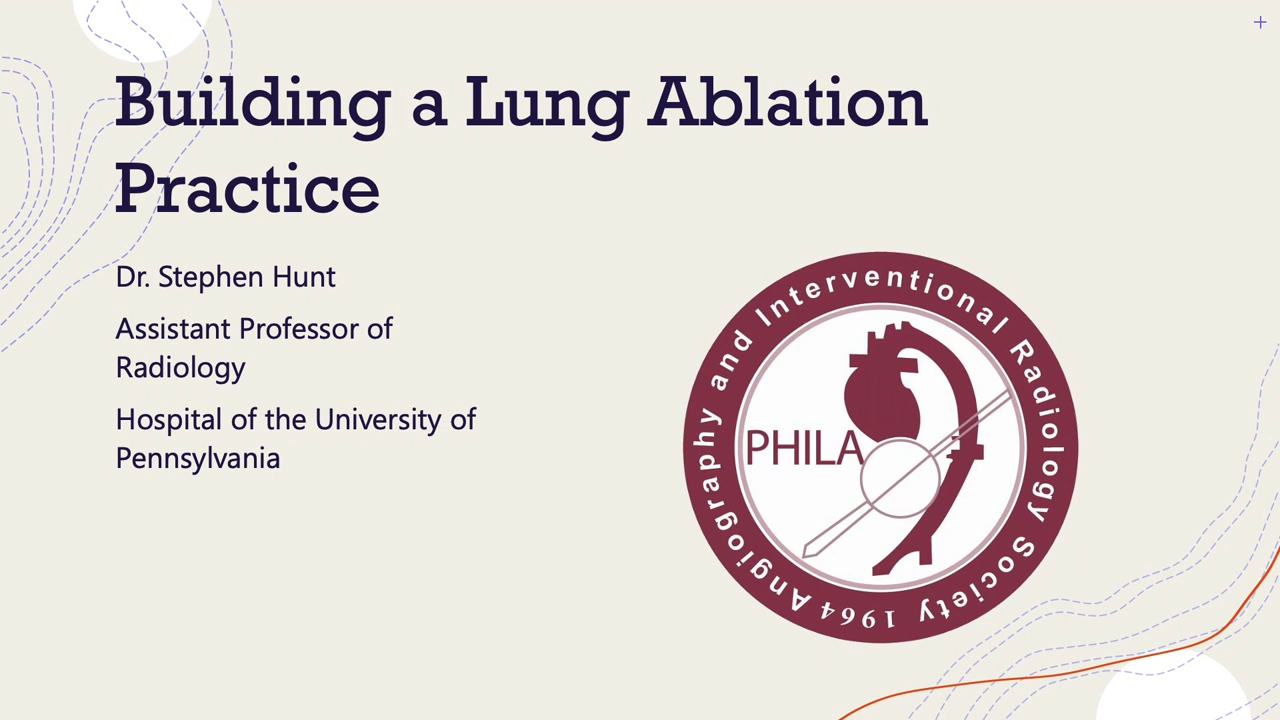 Building a Lung Ablation
Practice
Dr. Stephen Hunt
Assistant Professor of
Radiology
Hospital of the University of
Pennsylvania
Angiography and Interventional Radiology Society 1964
PHILA